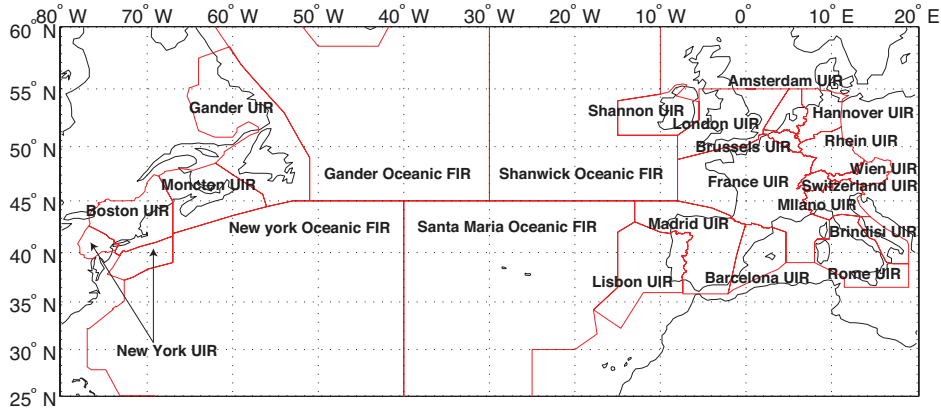 80° W 70° W 60° W 50° W 40° W 30° W 20° W 10° W 0° 10° E 20° E
60° N
55° N
50° N
45° N
40° N
35° N
30° N
25° N
Amsterdam UIR
Gander UIR
Shannon UIR
Hannover UIR
London UIR
Rhein UIR
Brussels UIR
Wien UIR
Gander Oceanic FIR
Shanwick Oceanic FIR
France UIR
Switzerland UIR
Moncton UIR
MIlano UIR
Boston UIR
New york Oceanic FIR
Santa Maria Oceanic FIR
Madrid UIR
Brindisi UIR
Lisbon UIR
Barcelona UIR
Rome UIR
New York UIR